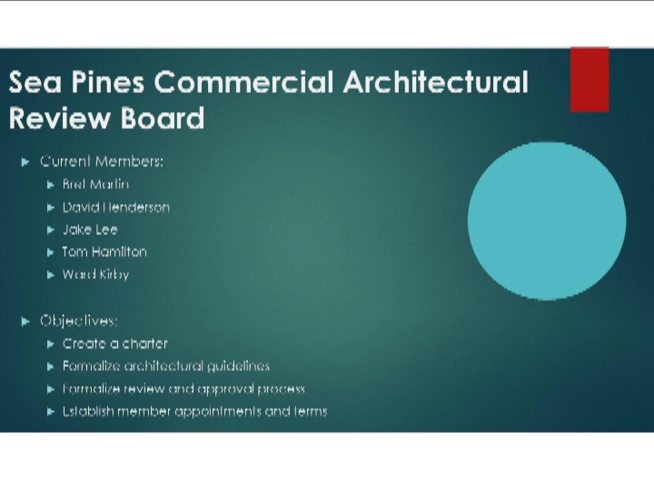 Sea Pines Commercial Architectural
Review Board
Current Members:
Bret Martin
David Henderson
Jake Lee
Tom Hamilton
Ward Kirby
Objectives:
Create a charter
Formalize architectural guidelines
Formalize review and approval process
Establish member appointments and terms